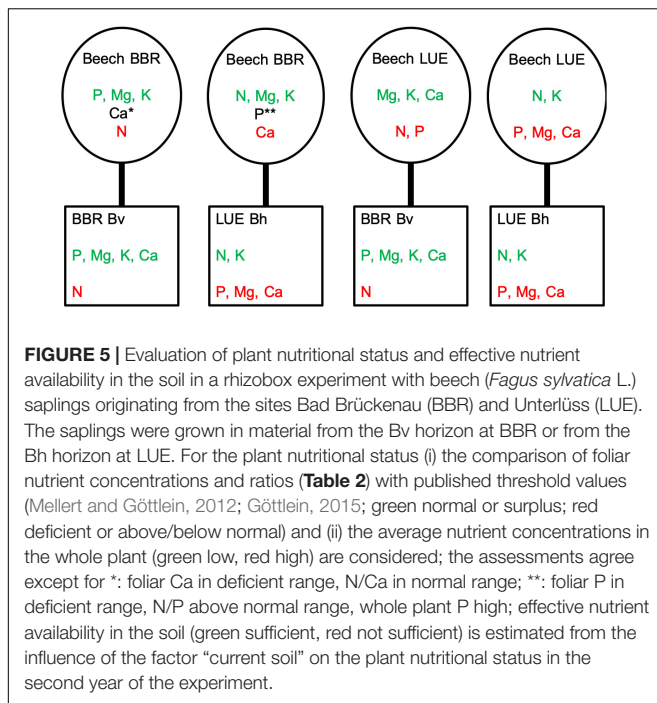 Beech BBR
P, Mg, K
Ca*
N
Beech BBR
N, Mg, K
P**
Ca
Beech LUE
Mg, K, Ca
N, P
Beech LUE
N, K
P, Mg, Ca
BBR Bv
P, Mg, K, Ca
N
LUE Bh
N, K
P, Mg, Ca
BBR Bv
P, Mg, K, Ca
N
LUE Bh
N, K
P, Mg, Ca
FIGURE 5 | Evaluation of plant nutritional status and effective nutrient
availability in the soil in a rhizobox experiment with beech (Fagus sylvatica L.)
saplings originating from the sites Bad Brückenau (BBR) and Unterlüss (LUE).
The saplings were grown in material from the Bv horizon at BBR or from the
Bh horizon at LUE. For the plant nutritional status (i) the comparison of foliar
nutrient concentrations and ratios (Table 2) with published threshold values
(Mellert and Göttlein, 2012; Göttlein, 2015; green normal or surplus; red
deficient or above/below normal) and (ii) the average nutrient concentrations in
the whole plant (green low, red high) are considered; the assessments agree
except for *: foliar Ca in deficient range, N/Ca in normal range; **: foliar P in
deficient range, N/P above normal range, whole plant P high; effective nutrient
availability in the soil (green sufficient, red not sufficient) is estimated from the
influence of the factor “current soil” on the plant nutritional status in the
second year of the experiment.